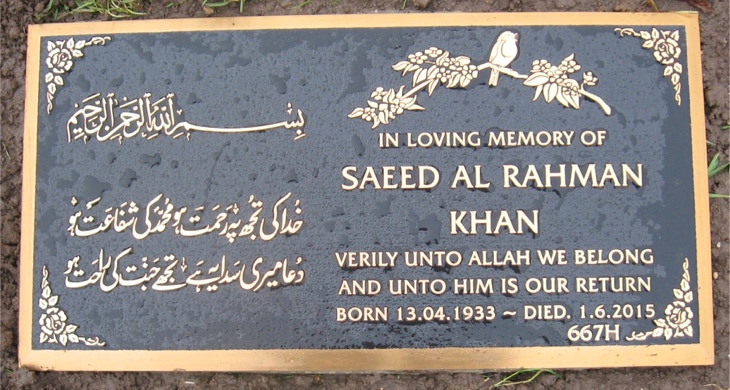 بسم الله الرحمن الرحيم
خدا کی تجھ پہ رحمت ہو محمد کی شفاعت ہو
دعا میری سدا یہ ہے تجھے جنت کی راحت ہو
IN LOVING MEMORY OF
SAEED AL RAHMAN
KHAN
VERILY UNTO ALLAH WE BELONG
AND UNTO HIM IS OUR RETURN
BORN 13.04.1933 ~ DIED. 1.6.2015
667H